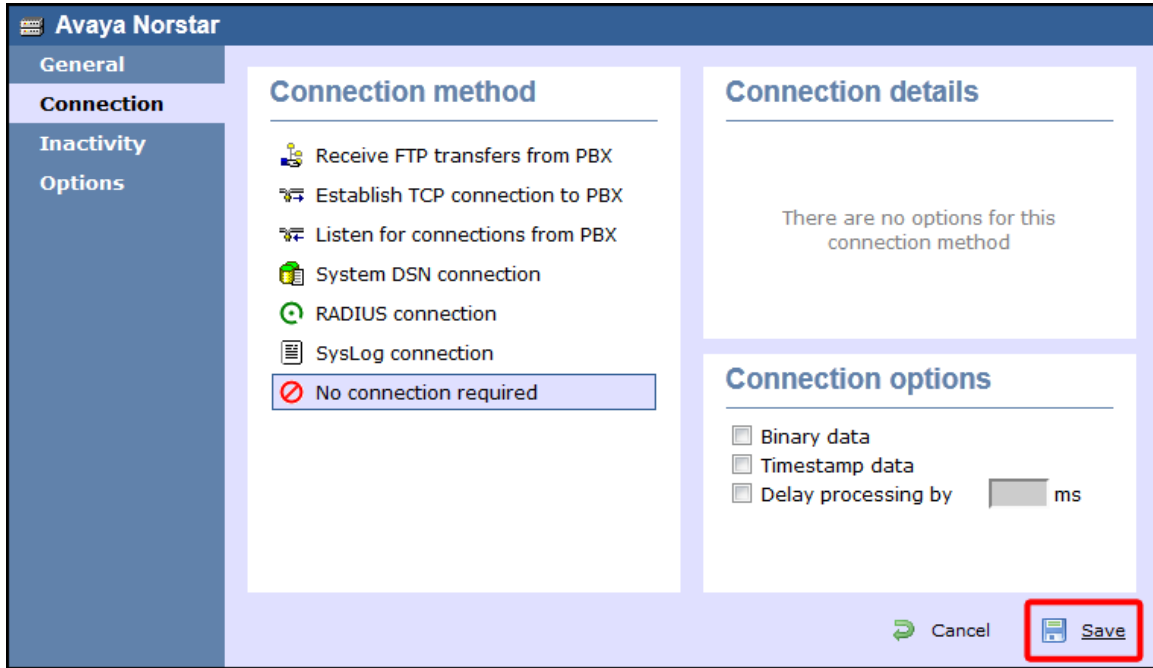 Avaya Norstar
General
Connection
Inactivity
Options
Connection method
Receive FTP transfers from PBX
Establish TCP connection to PBX
Listen for connections from PBX
System DSN connection
RADIUS connection
SysLog connection
No connection required
Connection details
There are no options for this
connection method
Connection options
Binary data
Timestamp data
Delay processing by ms
Cancel Save